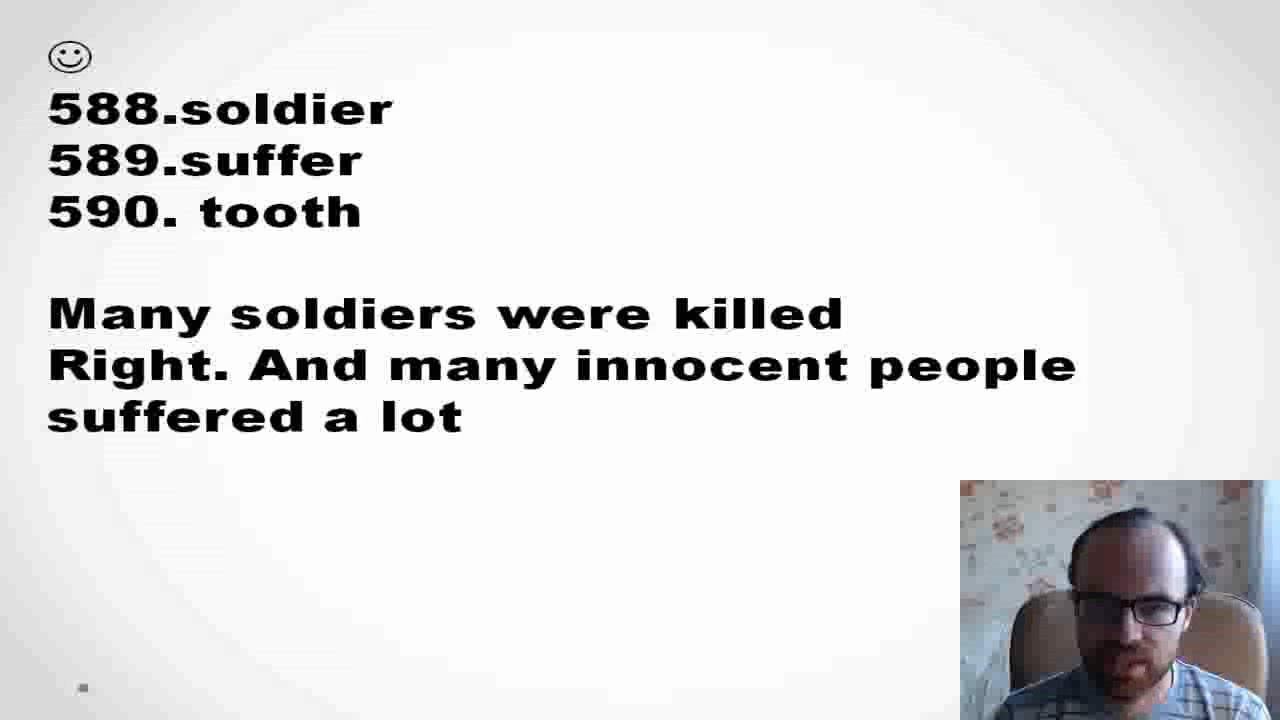 ☺
588.soldier
589.suffer
590. tooth
Many soldiers were killed
Right. And many innocent people
suffered a lot